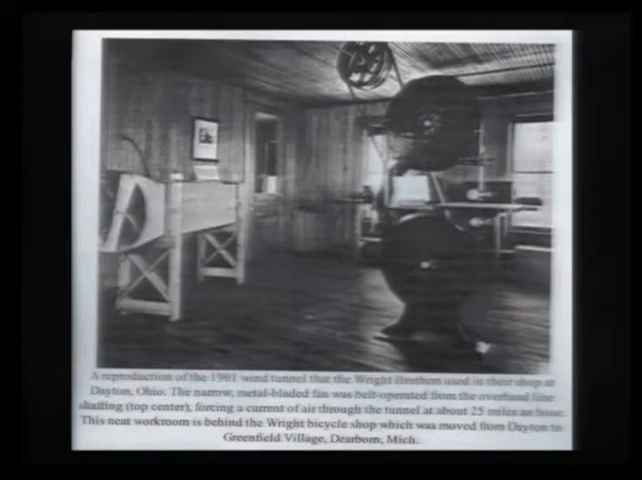 A reproduction of the 1901 wind tunnel that the Wright Brothers used in their shop at
Dayton, Ohio. The narrow, metal-bladed fan was belt-operated from the overhead line
shafting (top center), forcing a current of air through the tunnel at about 25 miles an hour.
This neat workroom is behind the Wright bicycle shop which was moved from Dayton to
Greenfield Village, Dearborn, Mich.